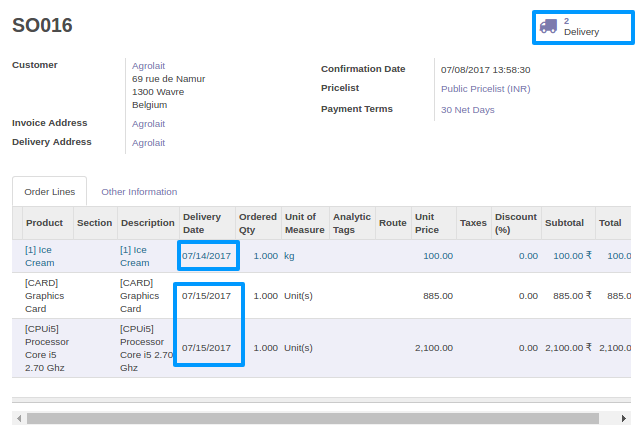 SO016
2
Delivery
Customer
Agrolait
69 rue de Namur
1300 Wavre
Belgium
Invoice Address
Agrolait
Delivery Address
Agrolait
Confirmation Date
07/08/2017 13:58:30
Pricelist
Public Pricelist (INR)
Payment Terms
30 Net Days
Order Lines
Other Information
Product Section Description Delivery Date Ordered Qty Unit of Measure Analytic Tags Route Unit Price Taxes Discount (%) Subtotal Total
[1] Ice Cream [1] Ice Cream 07/14/2017 1.000 kg 100.00 0.00 100.00 ₹ 100.0
[CARD] Graphics Card [CARD] Graphics Card 07/15/2017 1.000 Unit(s) 885.00 0.00 885.00 ₹ 885.0
[CPUi5] Processor Core i5 2.70 Ghz [CPUi5] Processor Core i5 2.70 Ghz 07/15/2017 1.000 Unit(s) 2,100.00 0.00 2,100.00 ₹ 2,100.0